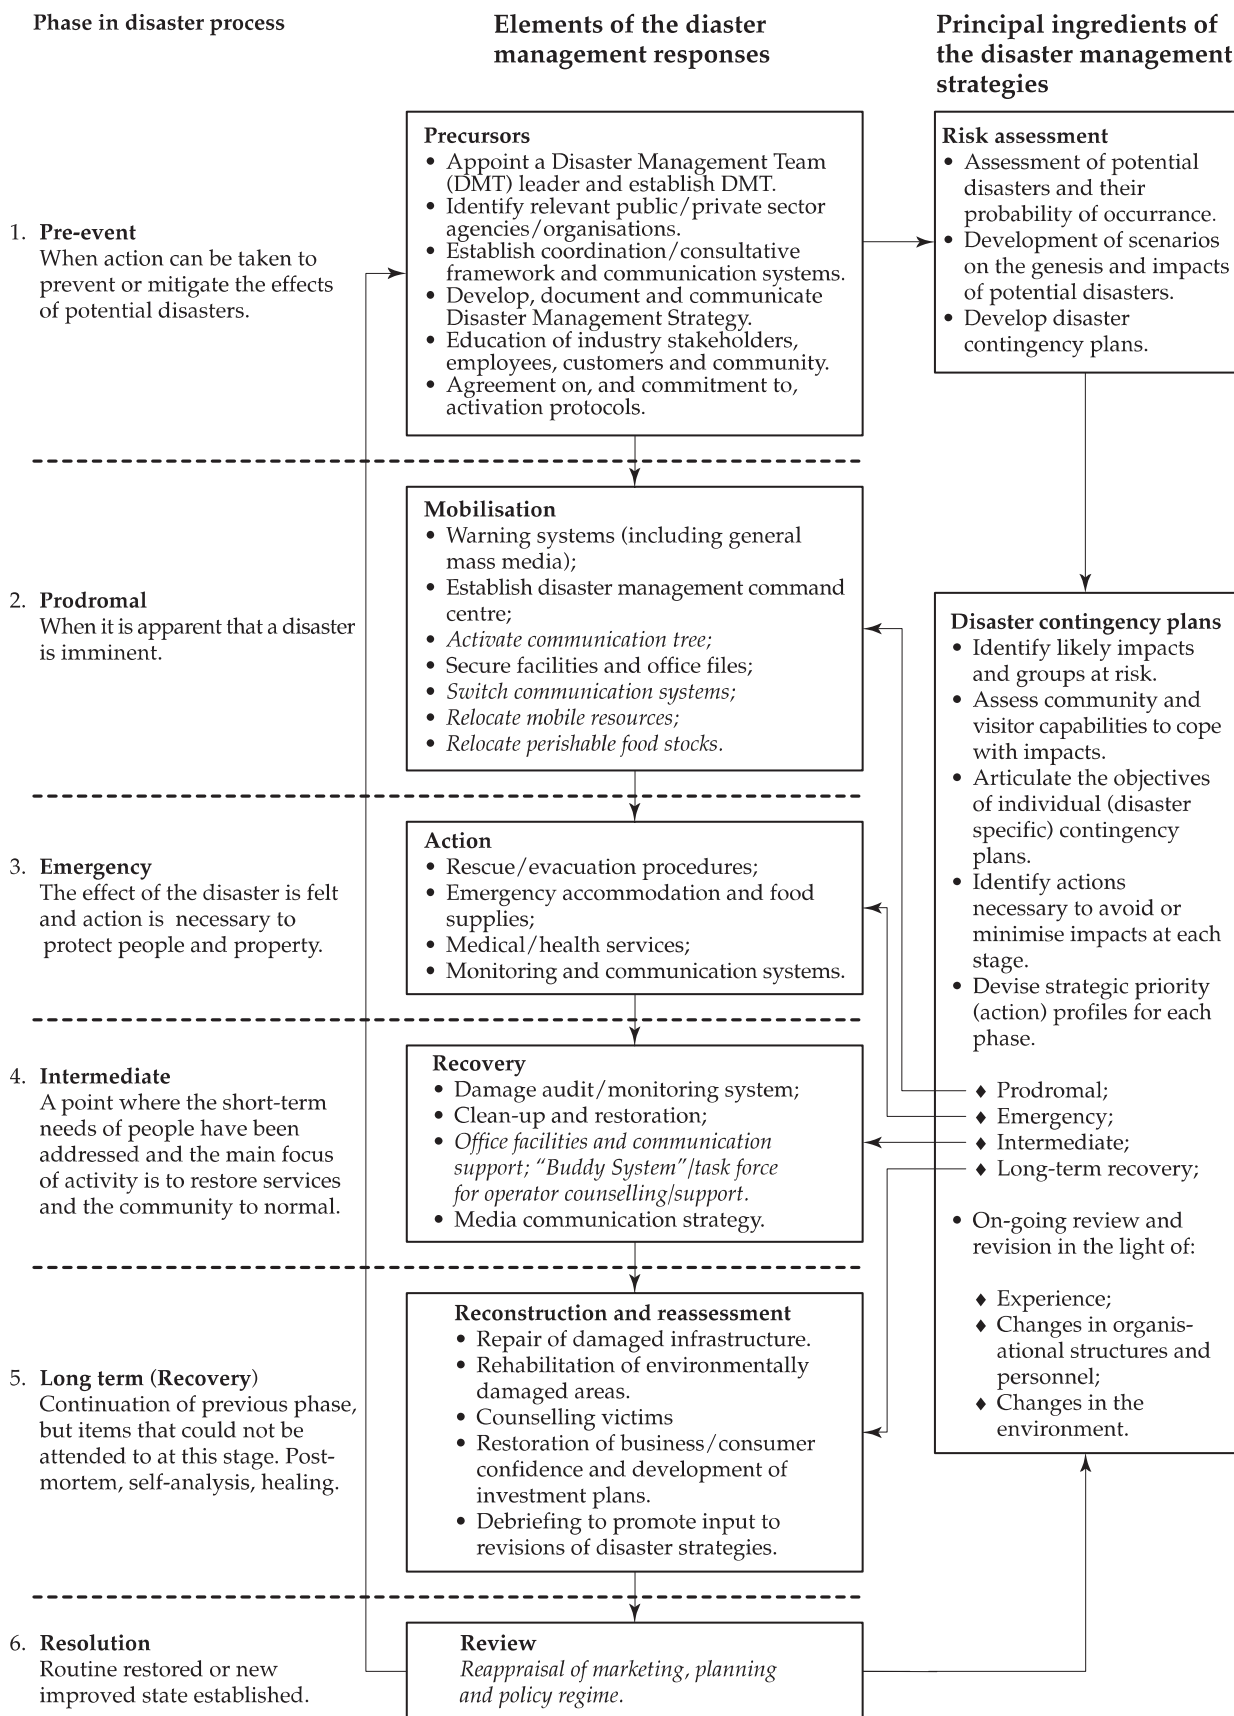 Phase in disaster process
Elements of the diaster
management responses
Principal ingredients of
the disaster management
strategies
1. Pre-event
When action can be taken to
prevent or mitigate the effects
of potential disasters.
Precursors
• Appoint a Disaster Management Team
(DMT) leader and establish DMT.
• Identify relevant public/private sector
agencies/organisations.
• Establish coordination/consultative
framework and communication systems.
• Develop, document and communicate
Disaster Management Strategy.
• Education of industry stakeholders,
employees, customers and community.
• Agreement on, and commitment to,
activation protocols.
Risk assessment
• Assessment of potential
disasters and their
probability of occurrance.
• Development of scenarios
on the genesis and impacts
of potential disasters.
• Develop disaster
contingency plans.
2. Prodromal
When it is apparent that a disaster
is imminent.
Mobilisation
• Warning systems (including general
mass media);
• Establish disaster management command
centre;
• Activate communication tree;
• Secure facilities and office files;
• Switch communication systems;
• Relocate mobile resources;
• Relocate perishable food stocks.
Disaster contingency plans
• Identify likely impacts
and groups at risk.
• Assess community and
visitor capabilities to cope
with impacts.
• Articulate the objectives
of individual (disaster
specific) contingency
plans.
• Identify actions
necessary to avoid or
minimise impacts at each
stage.
• Devise strategic priority
(action) profiles for each
phase.
♦ Prodromal;
♦ Emergency;
♦ Intermediate;
♦ Long-term recovery;
• On-going review and
revision in the light of:
♦ Experience;
♦ Changes in organis-
ational structures and
personnel;
♦ Changes in the
environment.
3. Emergency
The effect of the disaster is felt
and action is necessary to
protect people and property.
Action
• Rescue/evacuation procedures;
• Emergency accommodation and food
supplies;
• Medical/health services;
• Monitoring and communication systems.
4. Intermediate
A point where the short-term
needs of people have been
addressed and the main focus
of activity is to restore services
and the community to normal.
Recovery
• Damage audit/monitoring system;
• Clean-up and restoration;
• Office facilities and communication
support; “Buddy System”/task force
for operator counselling/support.
• Media communication strategy.
5. Long term (Recovery)
Continuation of previous phase,
but items that could not be
attended to at this stage. Post-
mortem, self-analysis, healing.
Reconstruction and reassessment
• Repair of damaged infrastructure.
• Rehabilitation of environmentally
damaged areas.
• Counselling victims
• Restoration of business/consumer
confidence and development of
investment plans.
• Debriefing to promote input to
revisions of disaster strategies.
6. Resolution
Routine restored or new
improved state established.
Review
Reappraisal of marketing, planning
and policy regime.